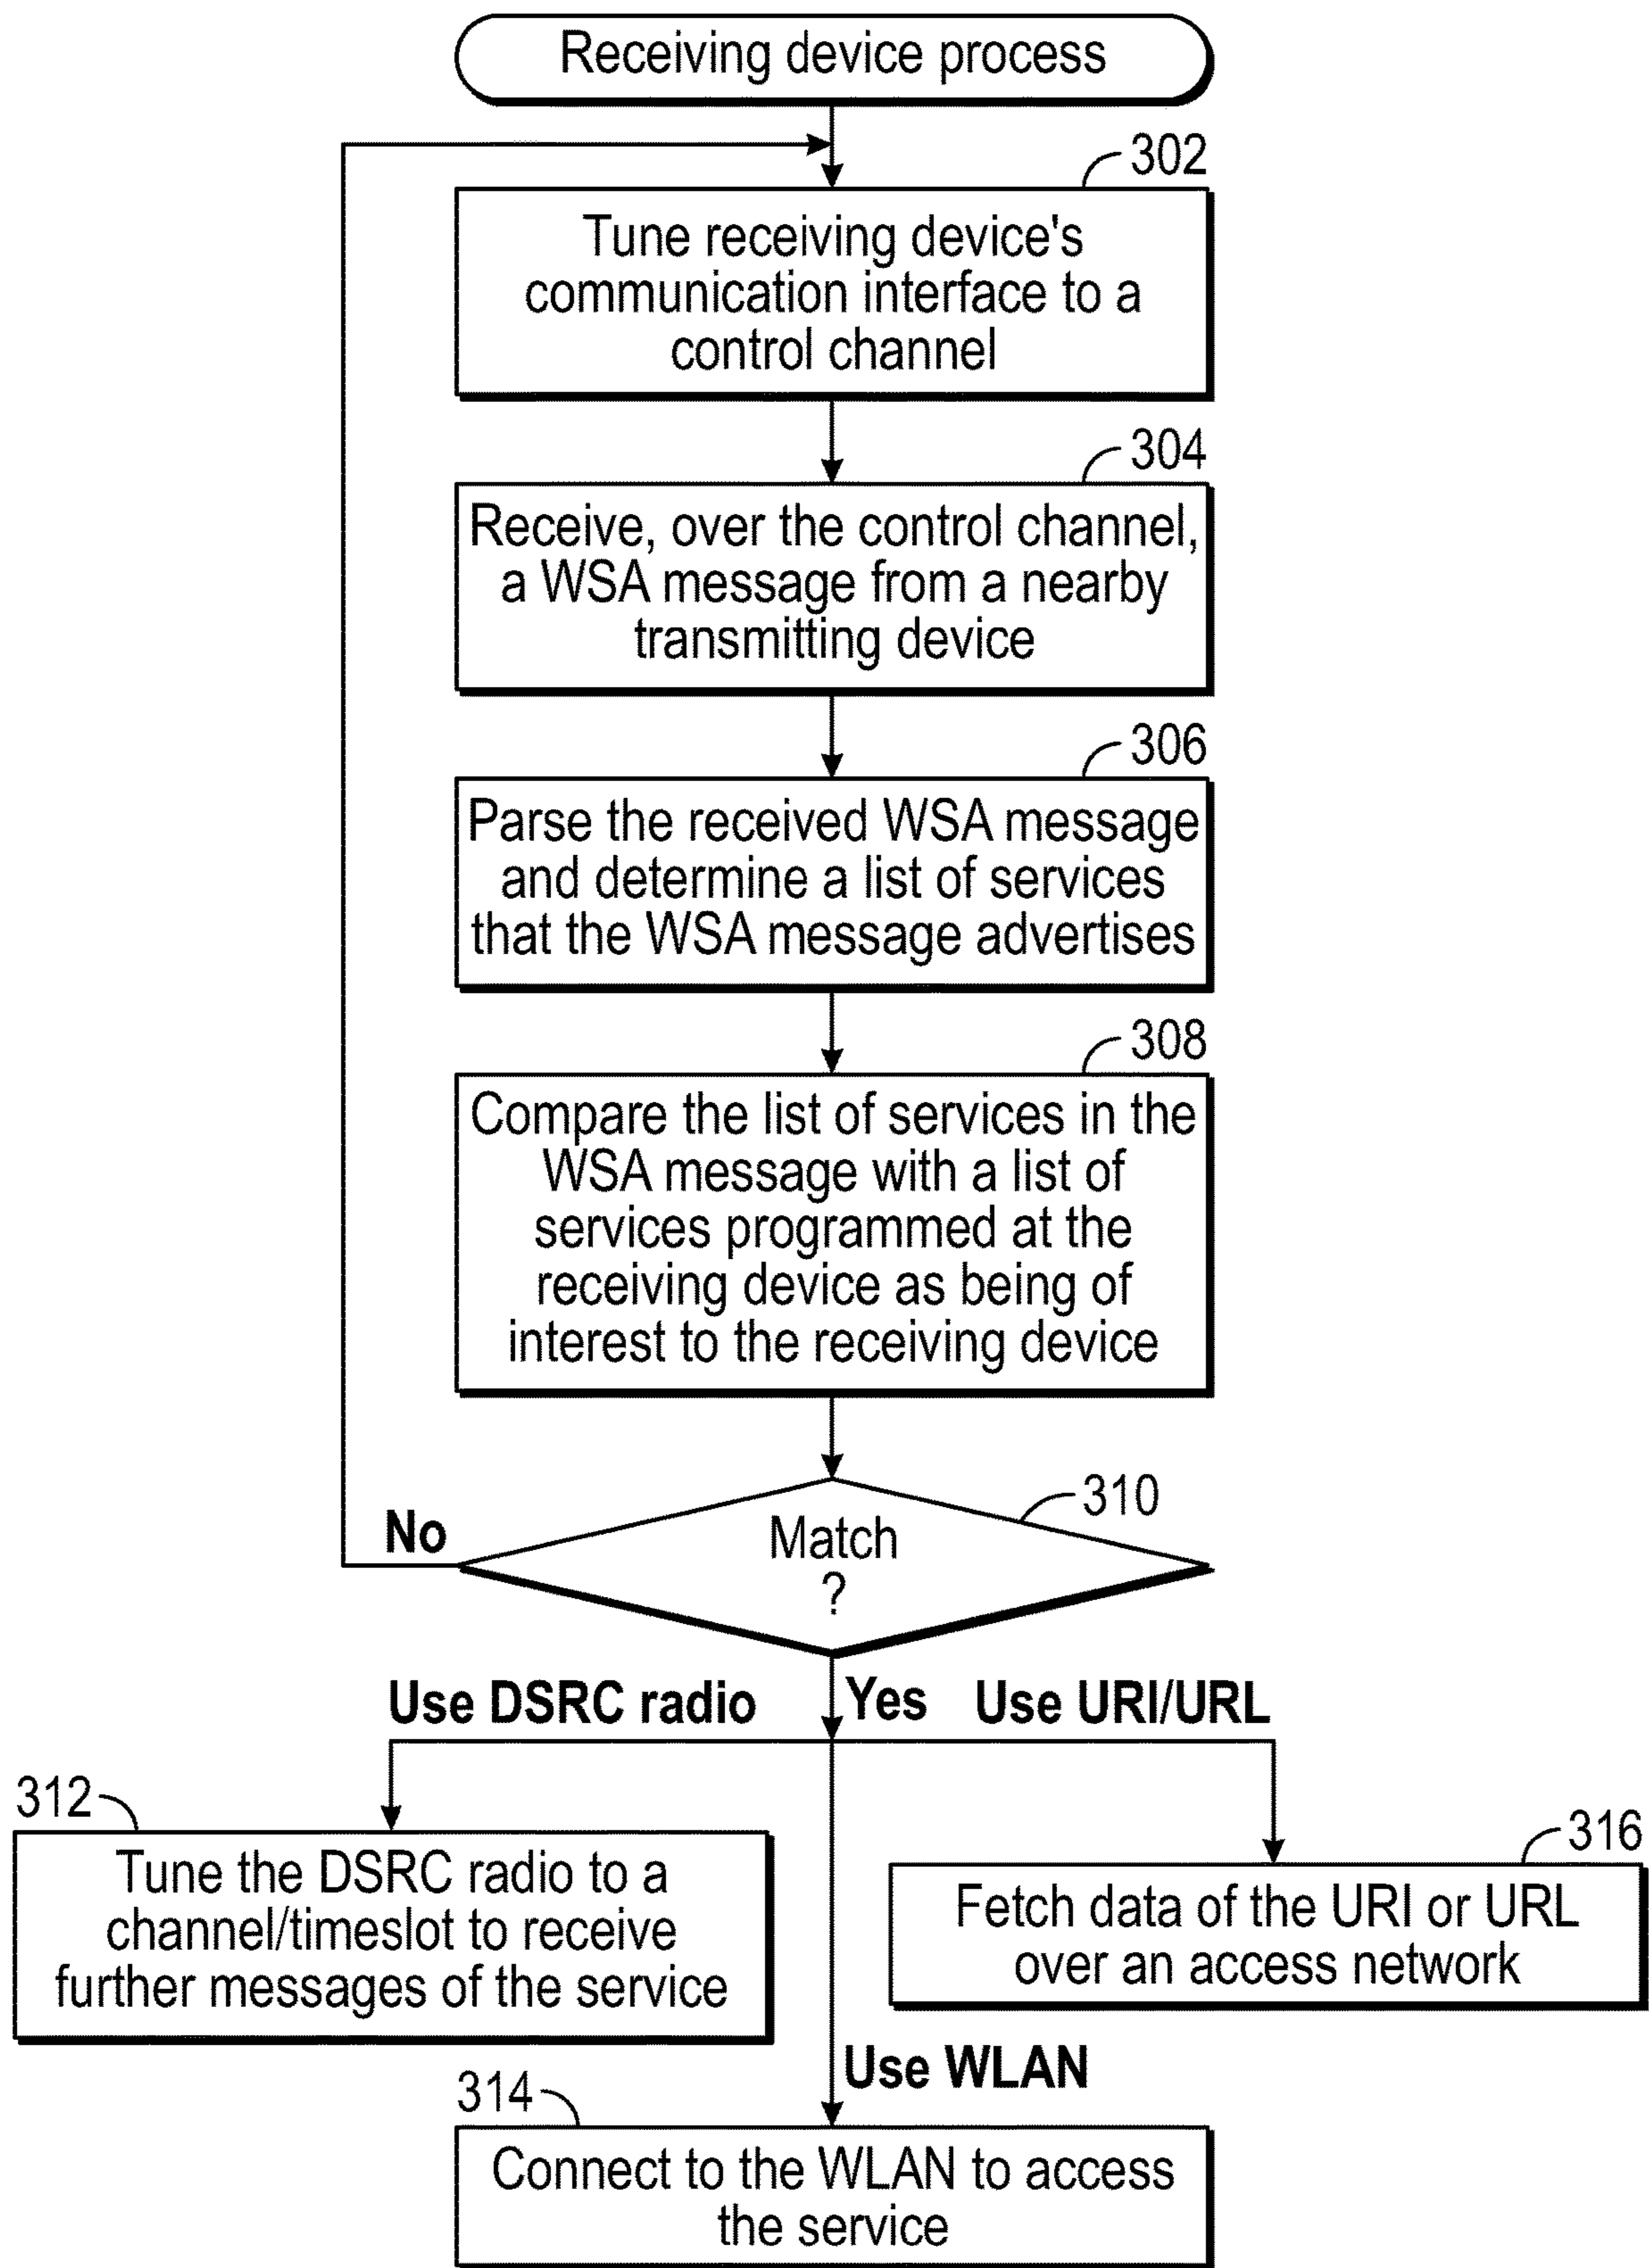 Receiving device process
302
Tune receiving device's
communication interface to a
control channel
304
Receive, over the control channel,
a WSA message from a nearby
transmitting device
306
Parse the received WSA message
and determine a list of services
that the WSA message advertises
308
Compare the list of services in the
WSA message with a list of
services programmed at the
receiving device as being of
interest to the receiving device
310
No
Match
?
Use DSRC radio
Yes
Use URI/URL
312
Tune the DSRC radio to a
channel/timeslot to receive
further messages of the service
316
Fetch data of the URI or URL
over an access network
Use WLAN
314
Connect to the WLAN to access
the service